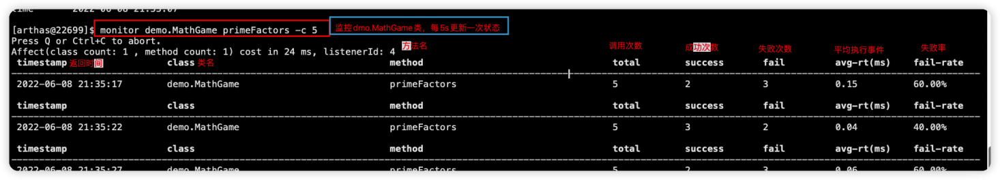 time 2022-06-08 21:35:07
[arthas@22699]$ monitor demo.MathGame primeFactors -c 5 监控dmo.MathGame类，每5s更新一次状态
Press Q or Ctrl+C to abort.
Affect(class count: 1 , method count: 1) cost in 24 ms, listenerId: 4 方法名 调用次数 成功次数 失败次数 平均执行事件 失败率
timestamp 返回时间 class 类名 method total success fail avg-rt(ms) fail-rate
2022-06-08 21:35:17 demo.MathGame primeFactors 5 2 3 0.15 60.00%
timestamp class method total success fail avg-rt(ms) fail-rate
2022-06-08 21:35:22 demo.MathGame primeFactors 5 3 2 0.04 40.00%
timestamp class method total success fail avg-rt(ms) fail-rate
2022-06-08 21:35:27 demo.MathGame primeFactors 5 2 3 0.06 60.00%